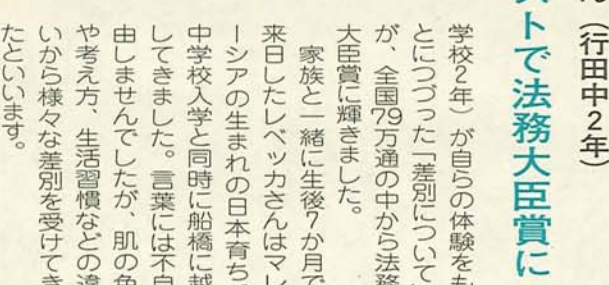 ん（行田中2年）
ストで法務大臣賞に
学校2年）が自らの体験をも
とにつづった「差別について
が、全国79万通の中から法務
大臣賞に輝きました。
　家族と一緒に生後7か月で
来日したレベッカさんはマレ
ーシアの生まれの日本育ち
中学校入学と同時に船橋に越
してきました。言葉には不自
由しませんでしたが、肌の色
や考え方、生活習慣などの違
いから様々な差別を受けてき
たといいます。